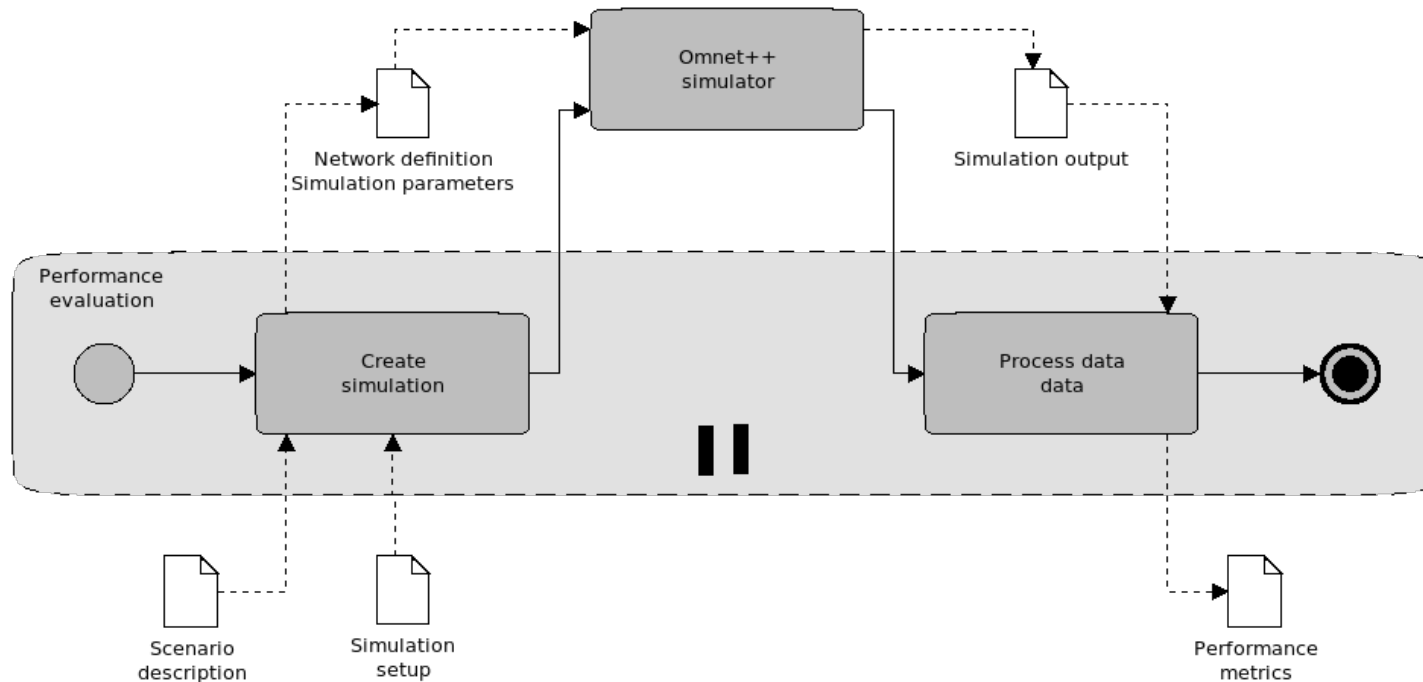 Omnet++
simulator
Network definition
Simulation parameters
Simulation output
Performance
evaluation
Create
simulation
Process data
data
Scenario
description
Simulation
setup
Performance
metrics